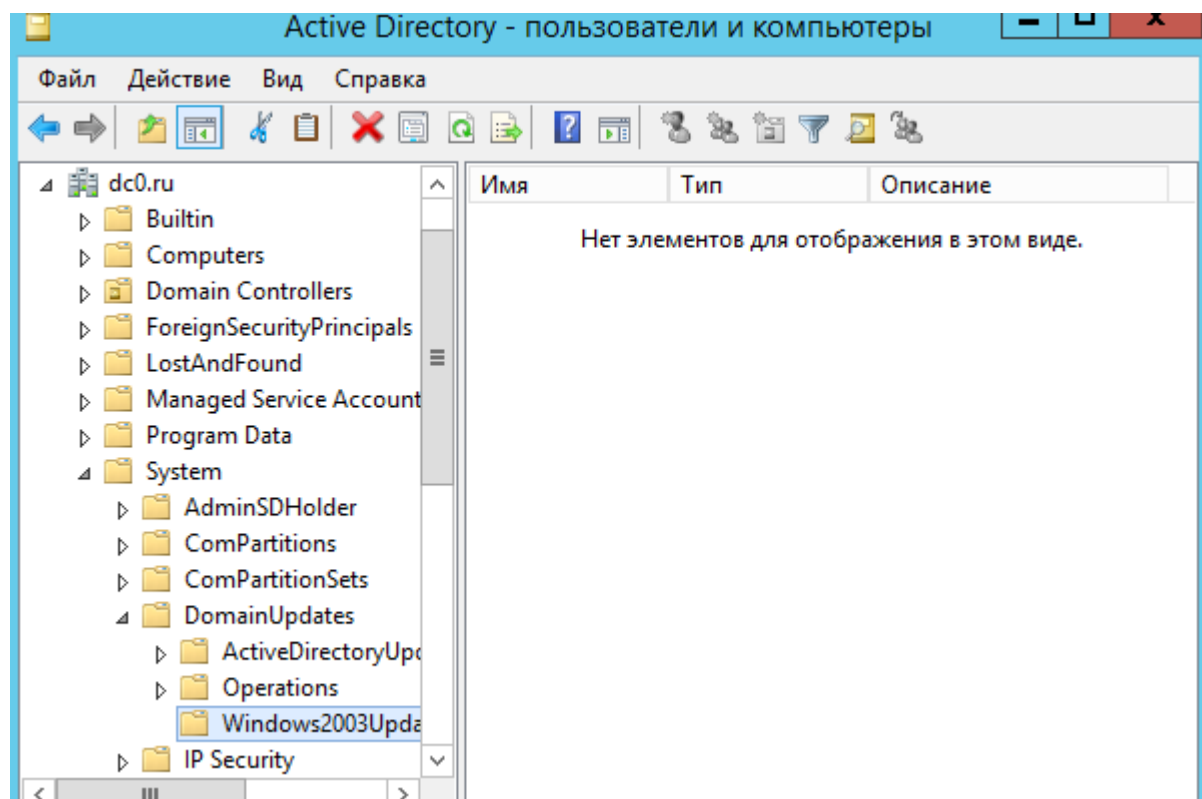 Active Directory - пользователи и компьютеры
Файл Действие Вид Справка
dc0.ru
Builtin
Computers
Domain Controllers
ForeignSecurityPrincipals
LostAndFound
Managed Service Account
Program Data
System
AdminSDHolder
ComPartitions
ComPartitionSets
DomainUpdates
ActiveDirectoryUpd
Operations
Windows2003Upda
IP Security
Имя Тип Описание
Нет элементов для отображения в этом виде.